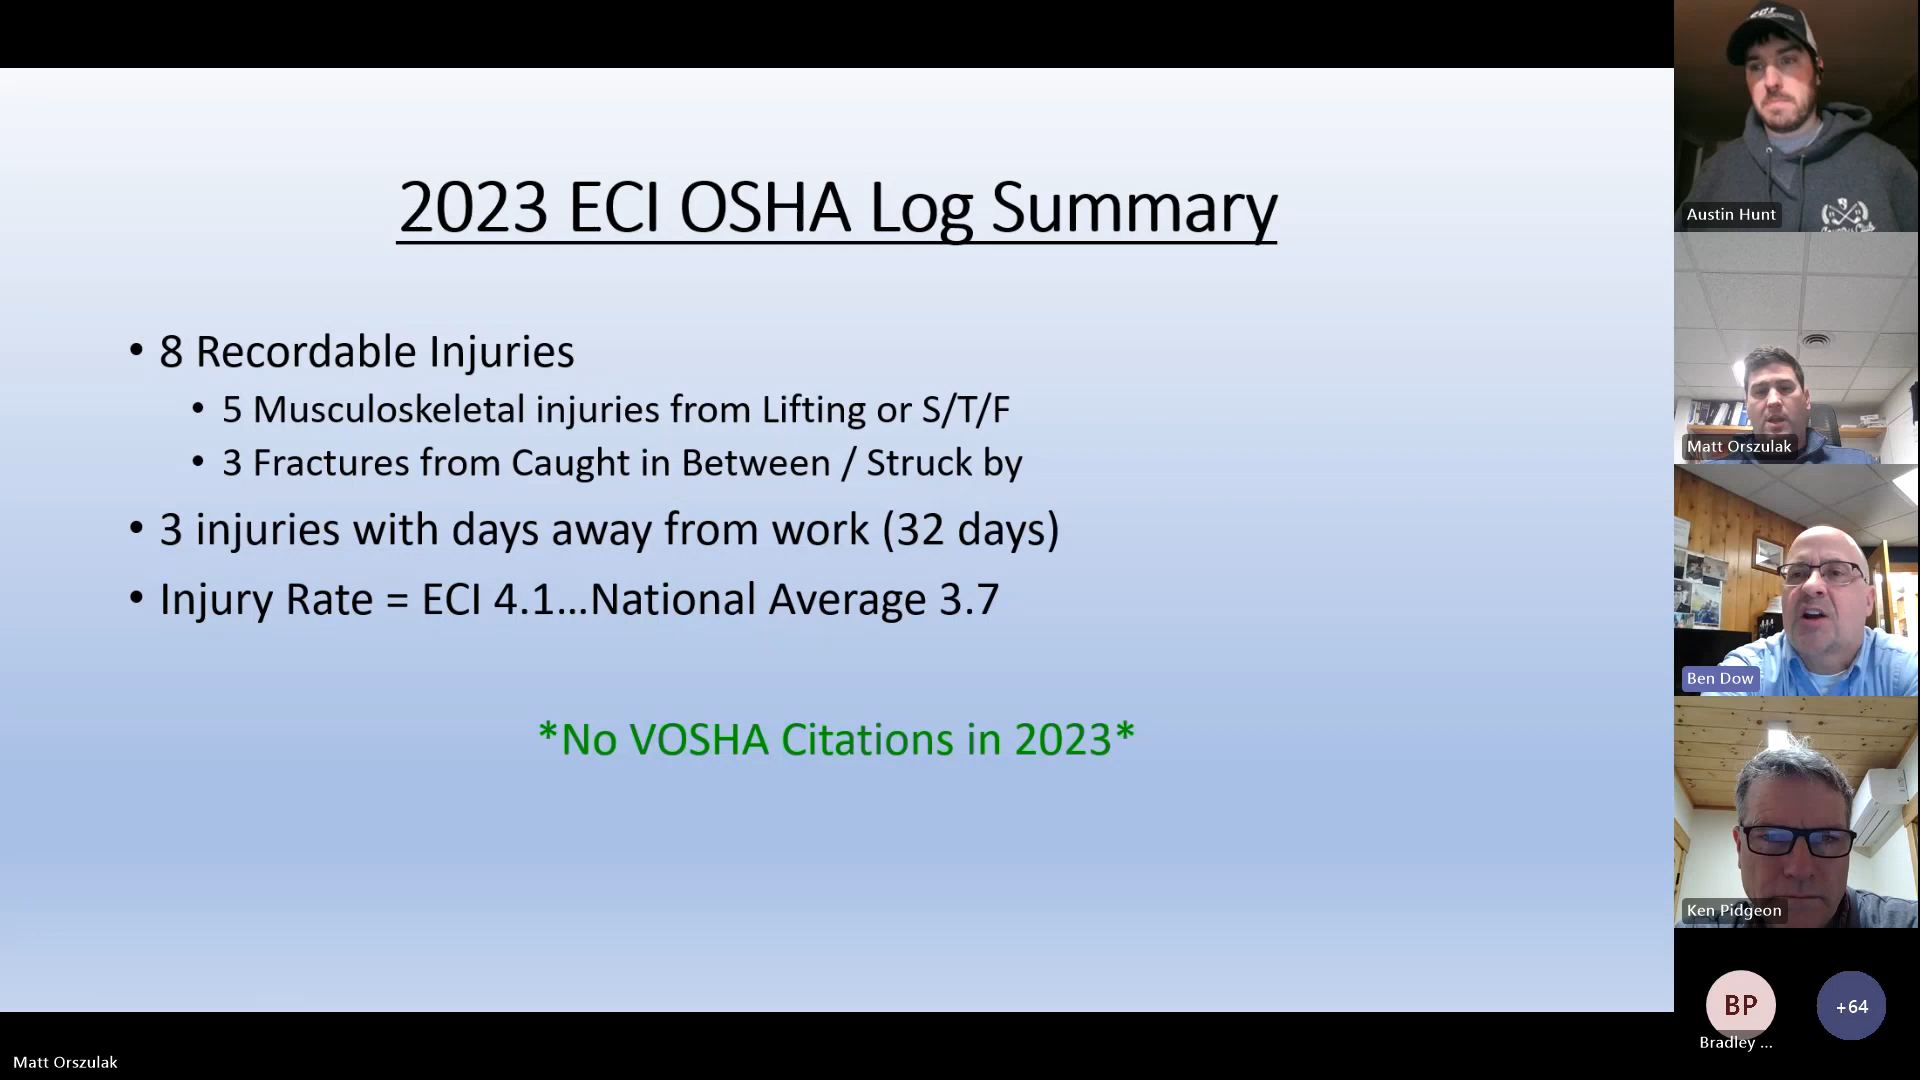 2023 ECI OSHA Log Summary
• 8 Recordable Injuries
• 5 Musculoskeletal injuries from Lifting or S/T/F
• 3 Fractures from Caught in Between / Struck by
• 3 injuries with days away from work (32 days)
• Injury Rate = ECI 4.1...National Average 3.7
*No VOSHA Citations in 2023*
Austin Hunt
Matt Orszulak
Ben Dow
Ken Pidgeon
BP
+64
Bradley ...
Matt Orszulak